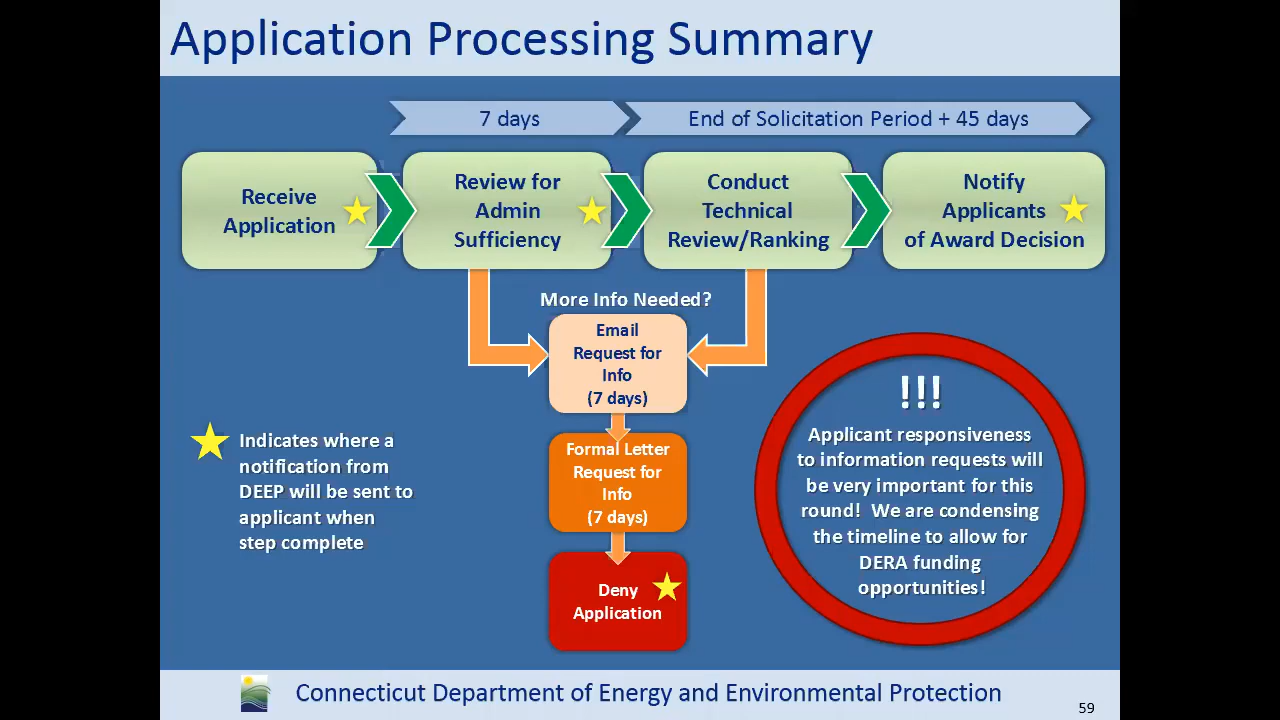 Application Processing Summary
7 days
End of Solicitation Period + 45 days
Receive
Application
Review for
Admin
Sufficiency
Conduct
Technical
Review/Ranking
Notify
Applicants
of Award Decision
More Info Needed?
Email
Request for
Info
(7 days)
Formal Letter
Request for
Info
(7 days)
Deny
Application
Indicates where a
notification from
DEEP will be sent to
applicant when
step complete
!!!
Applicant responsiveness
to information requests will
be very important for this
round!  We are condensing
the timeline to allow for
DERA funding
opportunities!
Connecticut Department of Energy and Environmental Protection
59